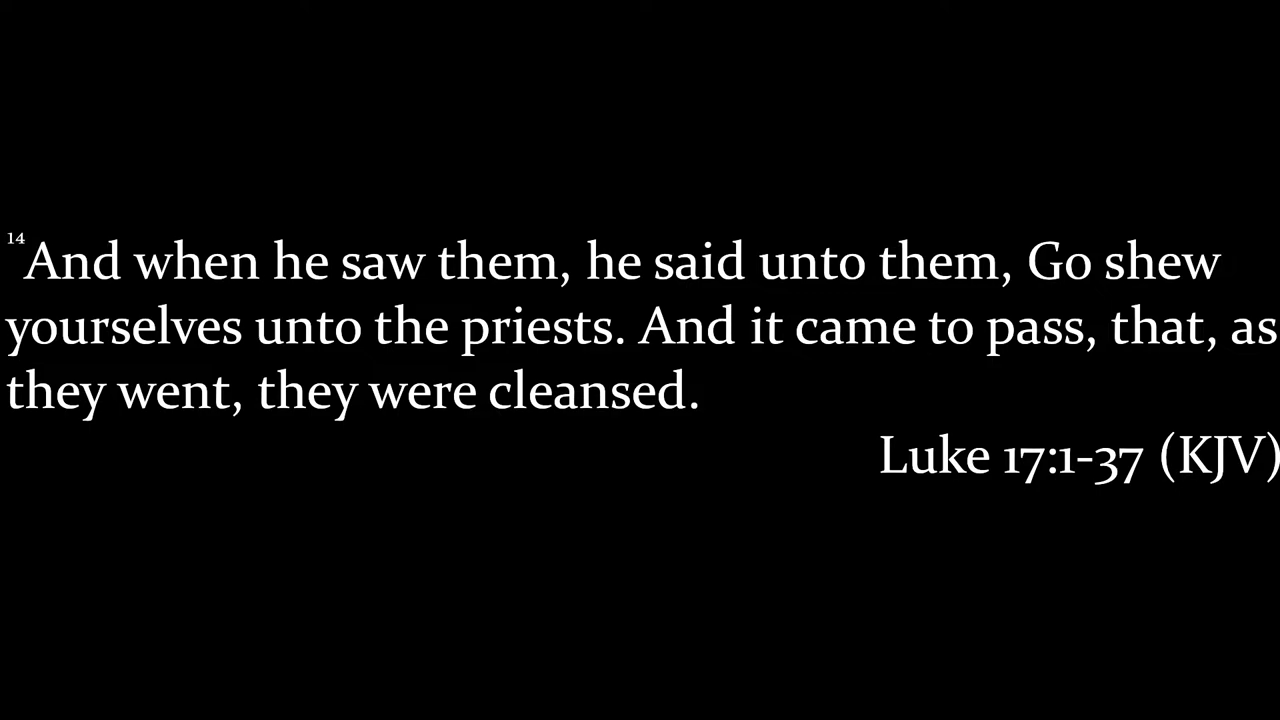 14And when he saw them, he said unto them, Go shew
yourselves unto the priests. And it came to pass, that, as
they went, they were cleansed.
Luke 17:1-37 (KJV)